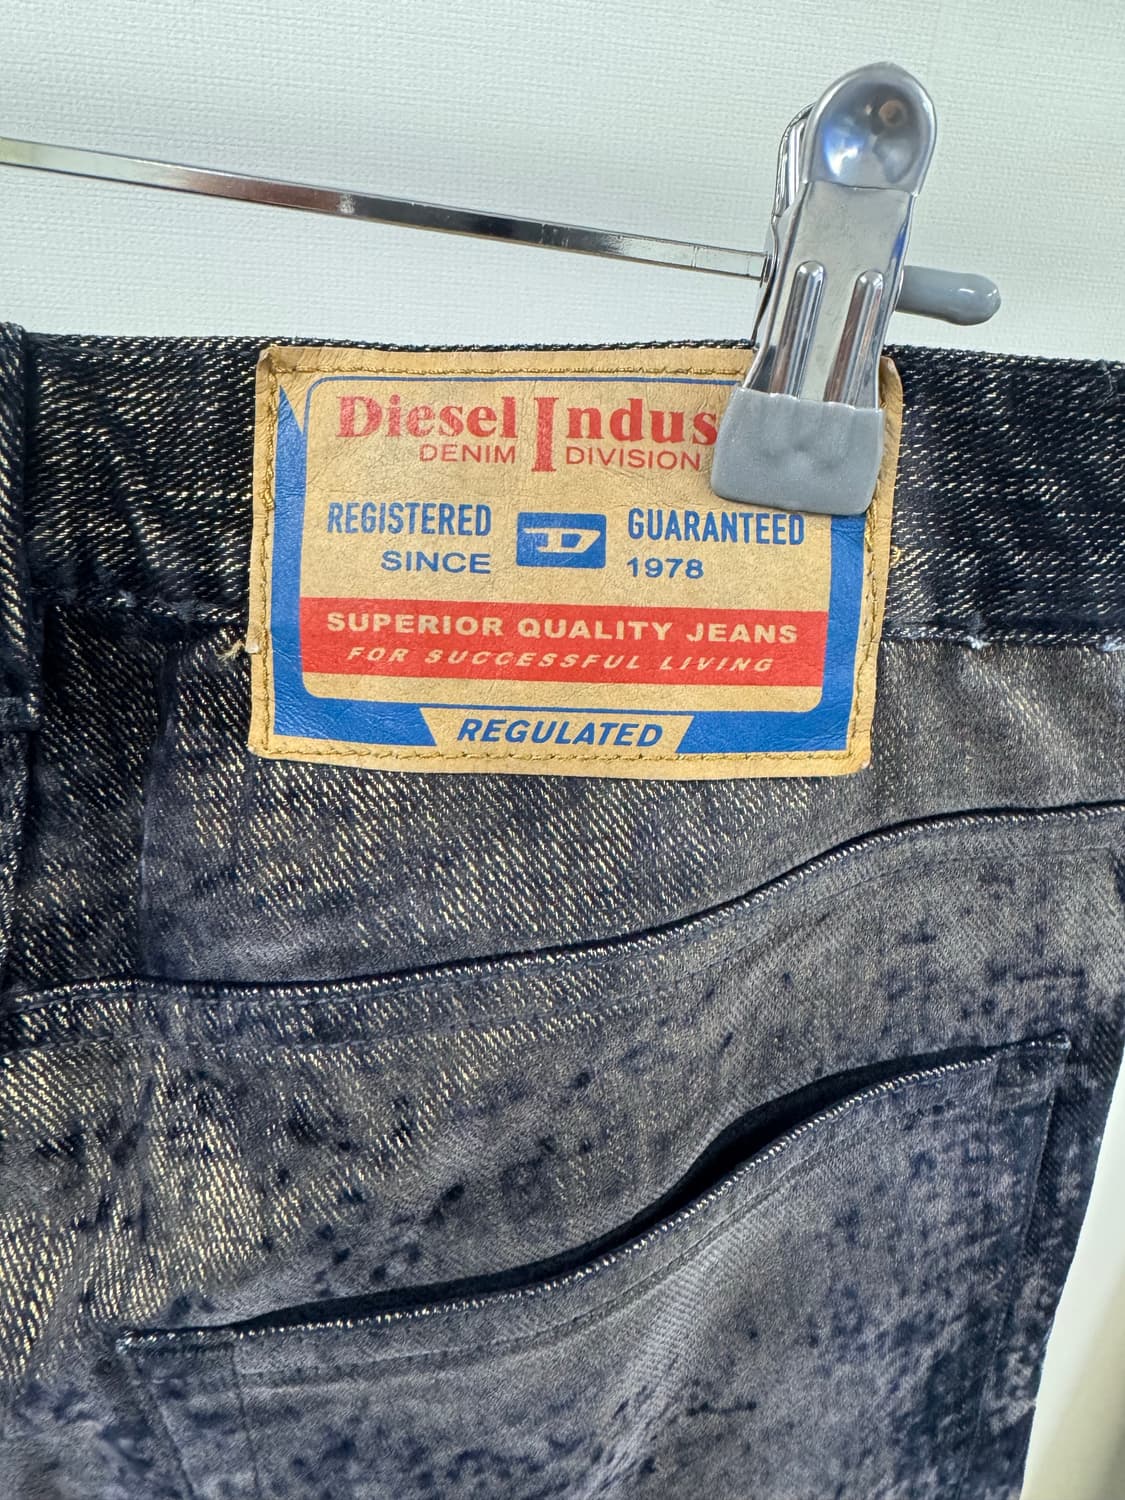 Diesel Indus
DENIM DIVISION
REGISTERED D GUARANTEED
SINCE 1978
SUPERIOR QUALITY JEANS
FOR SUCCESSFUL LIVING
REGULATED